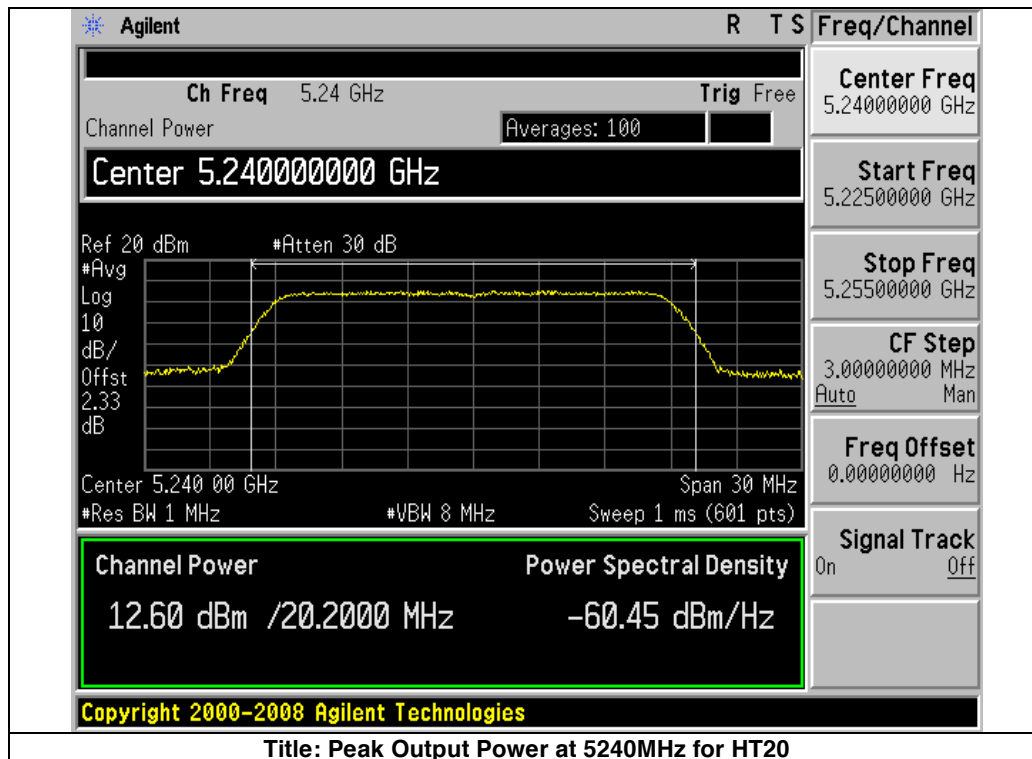 Agilent R T S Freq/Channel
Ch Freq 5.24 GHz Trig Free
Channel Power Averages: 100
Center 5.240000000 GHz
Ref 20 dBm #Atten 30 dB
#Avg
Log
10
dB/
Offst
2.33
dB
Center 5.240 00 GHz Span 30 MHz
#Res BW 1 MHz #VBW 8 MHz Sweep 1 ms (601 pts)
Channel Power Power Spectral Density
12.60 dBm /20.2000 MHz -60.45 dBm/Hz
Copyright 2000-2008 Agilent Technologies
Center Freq
5.24000000 GHz
Start Freq
5.22500000 GHz
Stop Freq
5.25500000 GHz
CF Step
3.00000000 MHz
Auto Man
Freq Offset
0.00000000 Hz
Signal Track
On Off
Title: Peak Output Power at 5240MHz for HT20